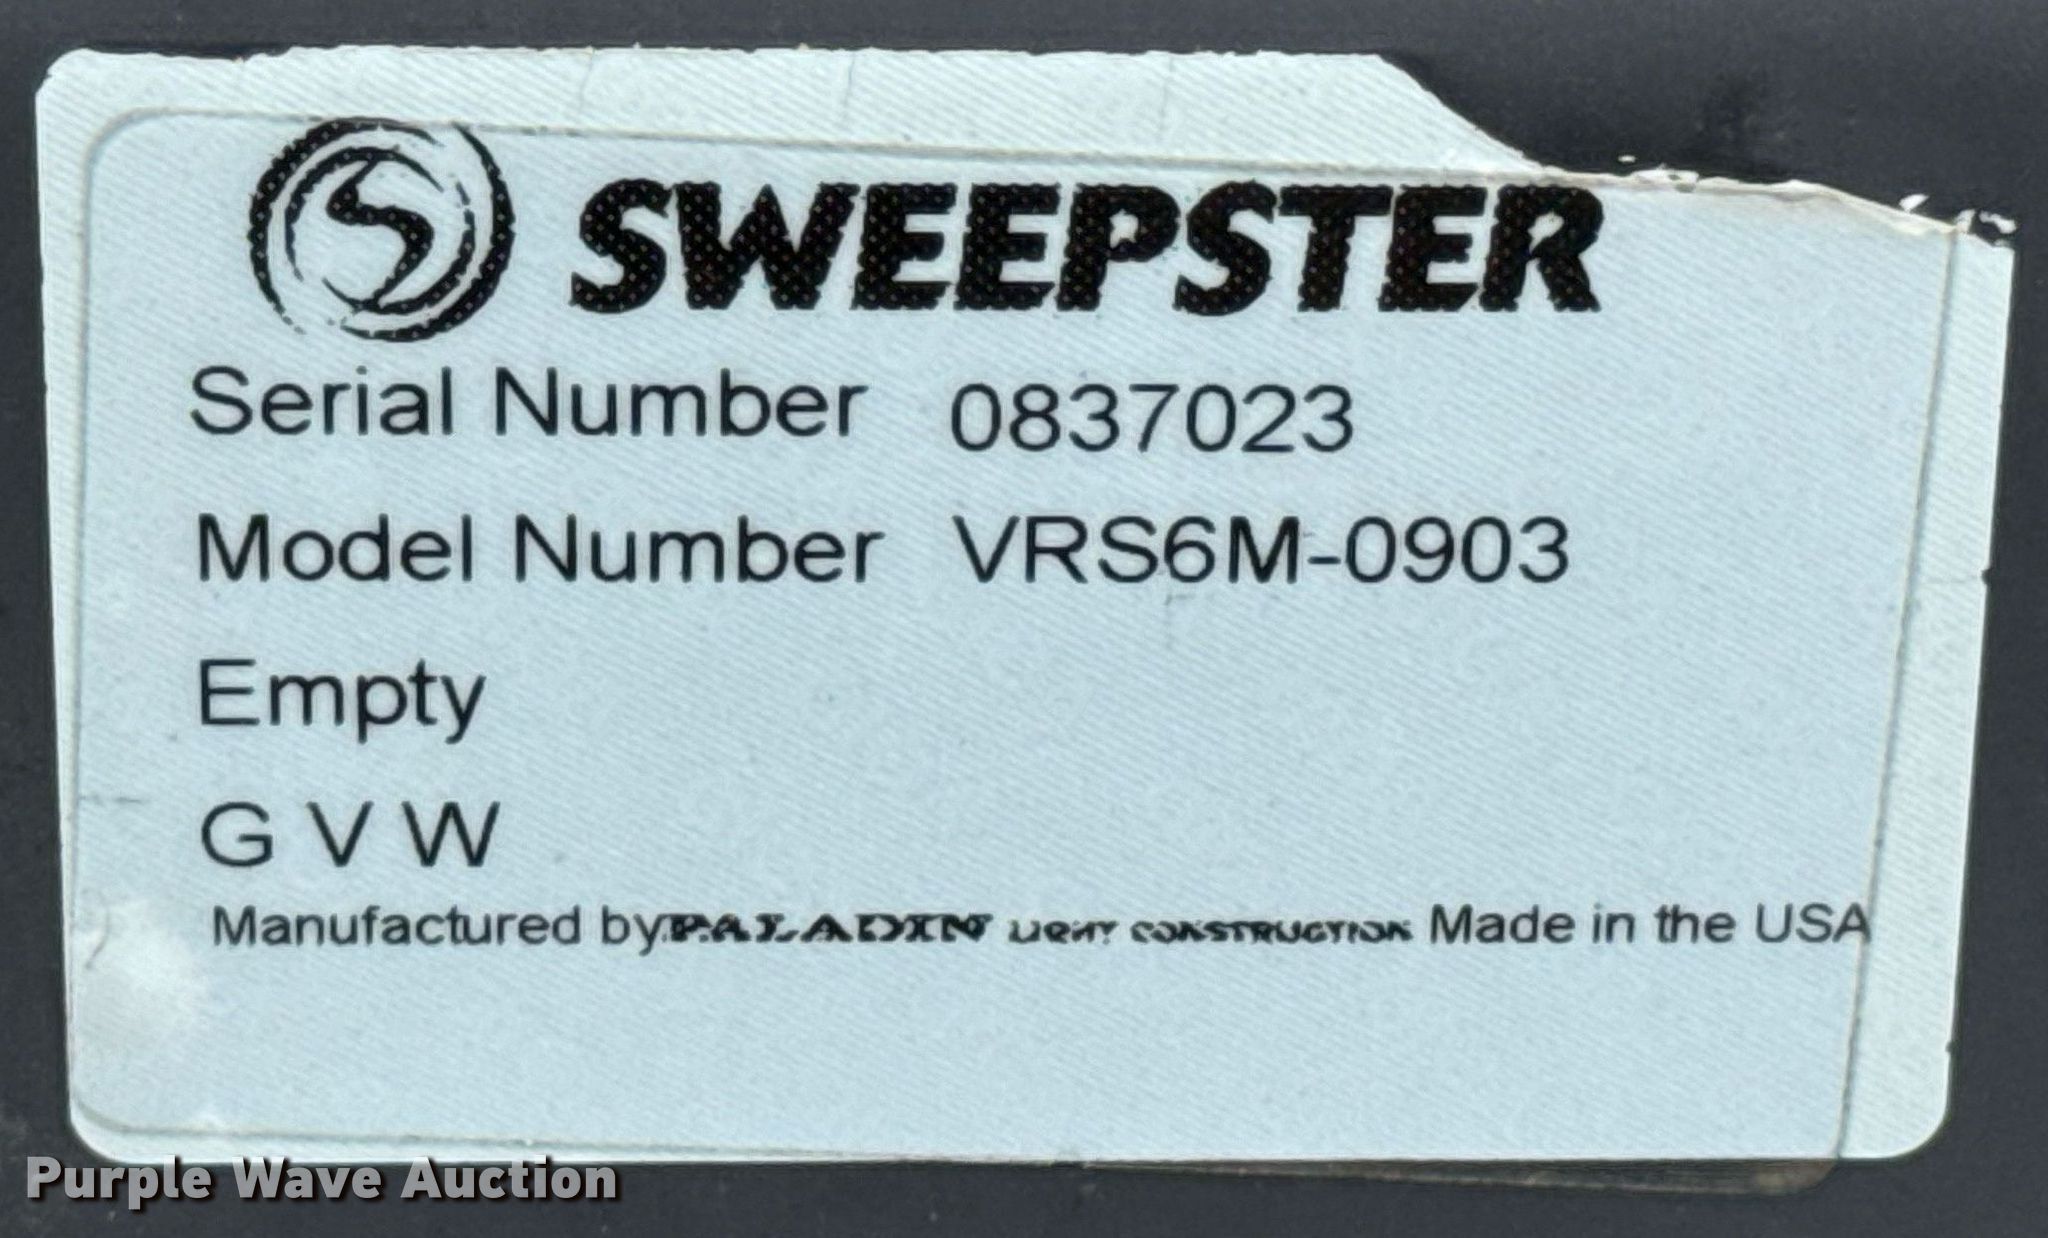 SWEEPSTER
Serial Number 0837023
Model Number VRS6M-0903
Empty
G V W
Manufactured by PALADIN LIGHT CONSTRUCTION Made in the USA
Purple Wave Auction